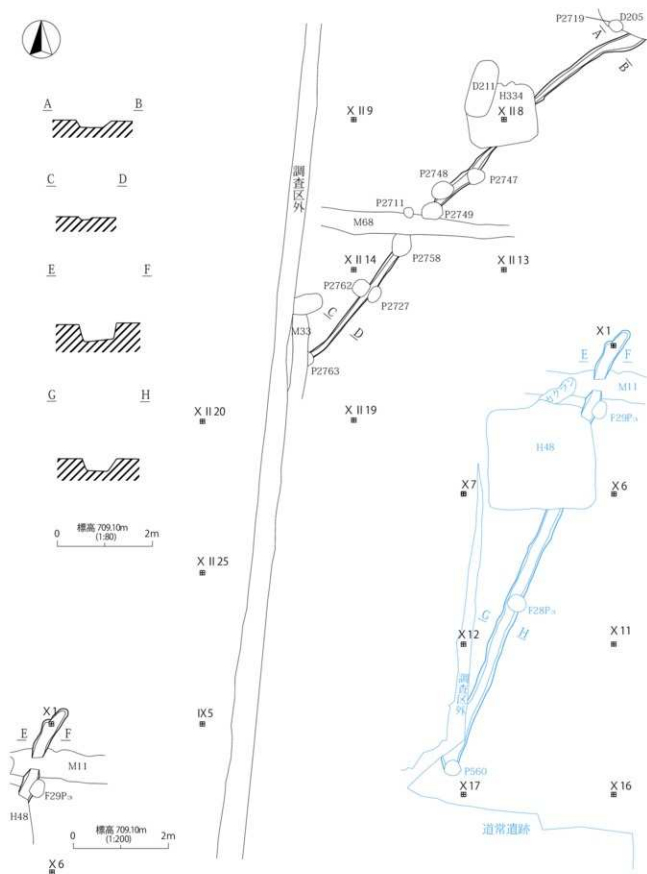 P2719
D205
A
B
D211
H334
A
B
X II 9
X II 8
C
D
調査区外
P2748
P2747
P2711
P2749
M68
P2758
E
F
X II 14
X II 13
P2762
P2727
C
D
M33
X1
E
F
P2763
M11
G
H
F29P
X II 20
X II 19
H48
X7
X6
標高 709.10m
0
(1:80)
2m
X II 25
F28P
G
H
X12
X11
調査区外
X1
E
F
IX5
M11
P560
F29P
X17
X16
H48
標高 709.10m
0
(1:200)
2m
道常遺跡
X6